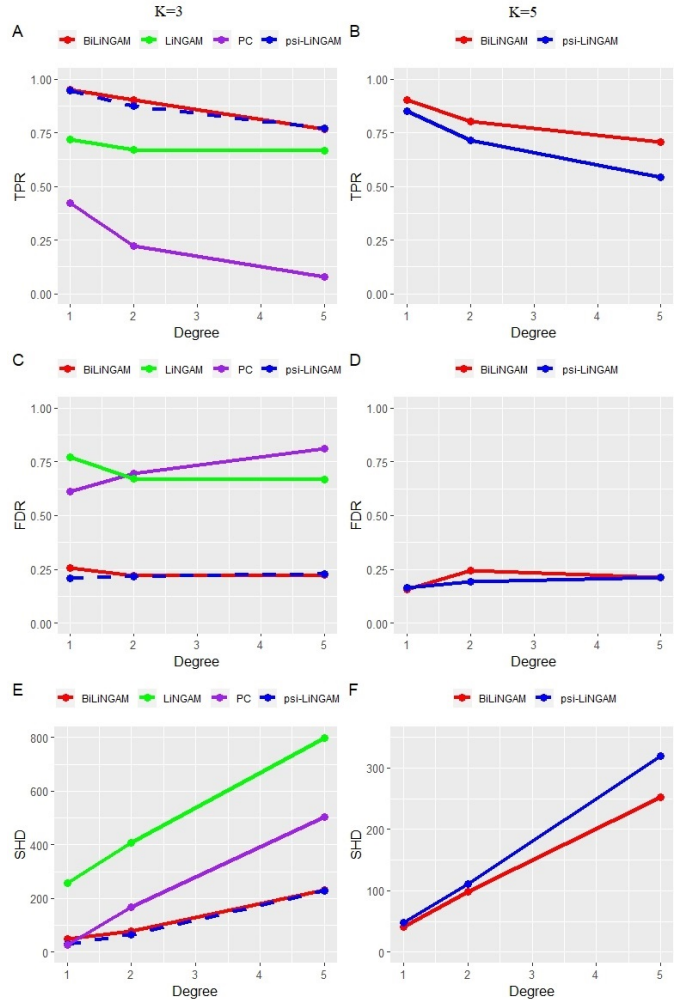 K=3 K=5
A B
BiLiNGAM LiNGAM PC psi-LiNGAM BiLiNGAM psi-LiNGAM
1.00 1.00
0.75 0.75
TPR 0.50 TPR 0.50
0.25 0.25
0.00 0.00
1 2 3 4 5 1 2 3 4 5
Degree Degree
C D
BiLiNGAM LiNGAM PC psi-LiNGAM BiLiNGAM psi-LiNGAM
1.00 1.00
0.75 0.75
FDR 0.50 FDR 0.50
0.25 0.25
0.00 0.00
1 2 3 4 5 1 2 3 4 5
Degree Degree
E F
BiLiNGAM LiNGAM PC psi-LiNGAM BiLiNGAM psi-LiNGAM
800
600 300
SHD 400 SHD 200
200 100
0 0
1 2 3 4 5 1 2 3 4 5
Degree Degree